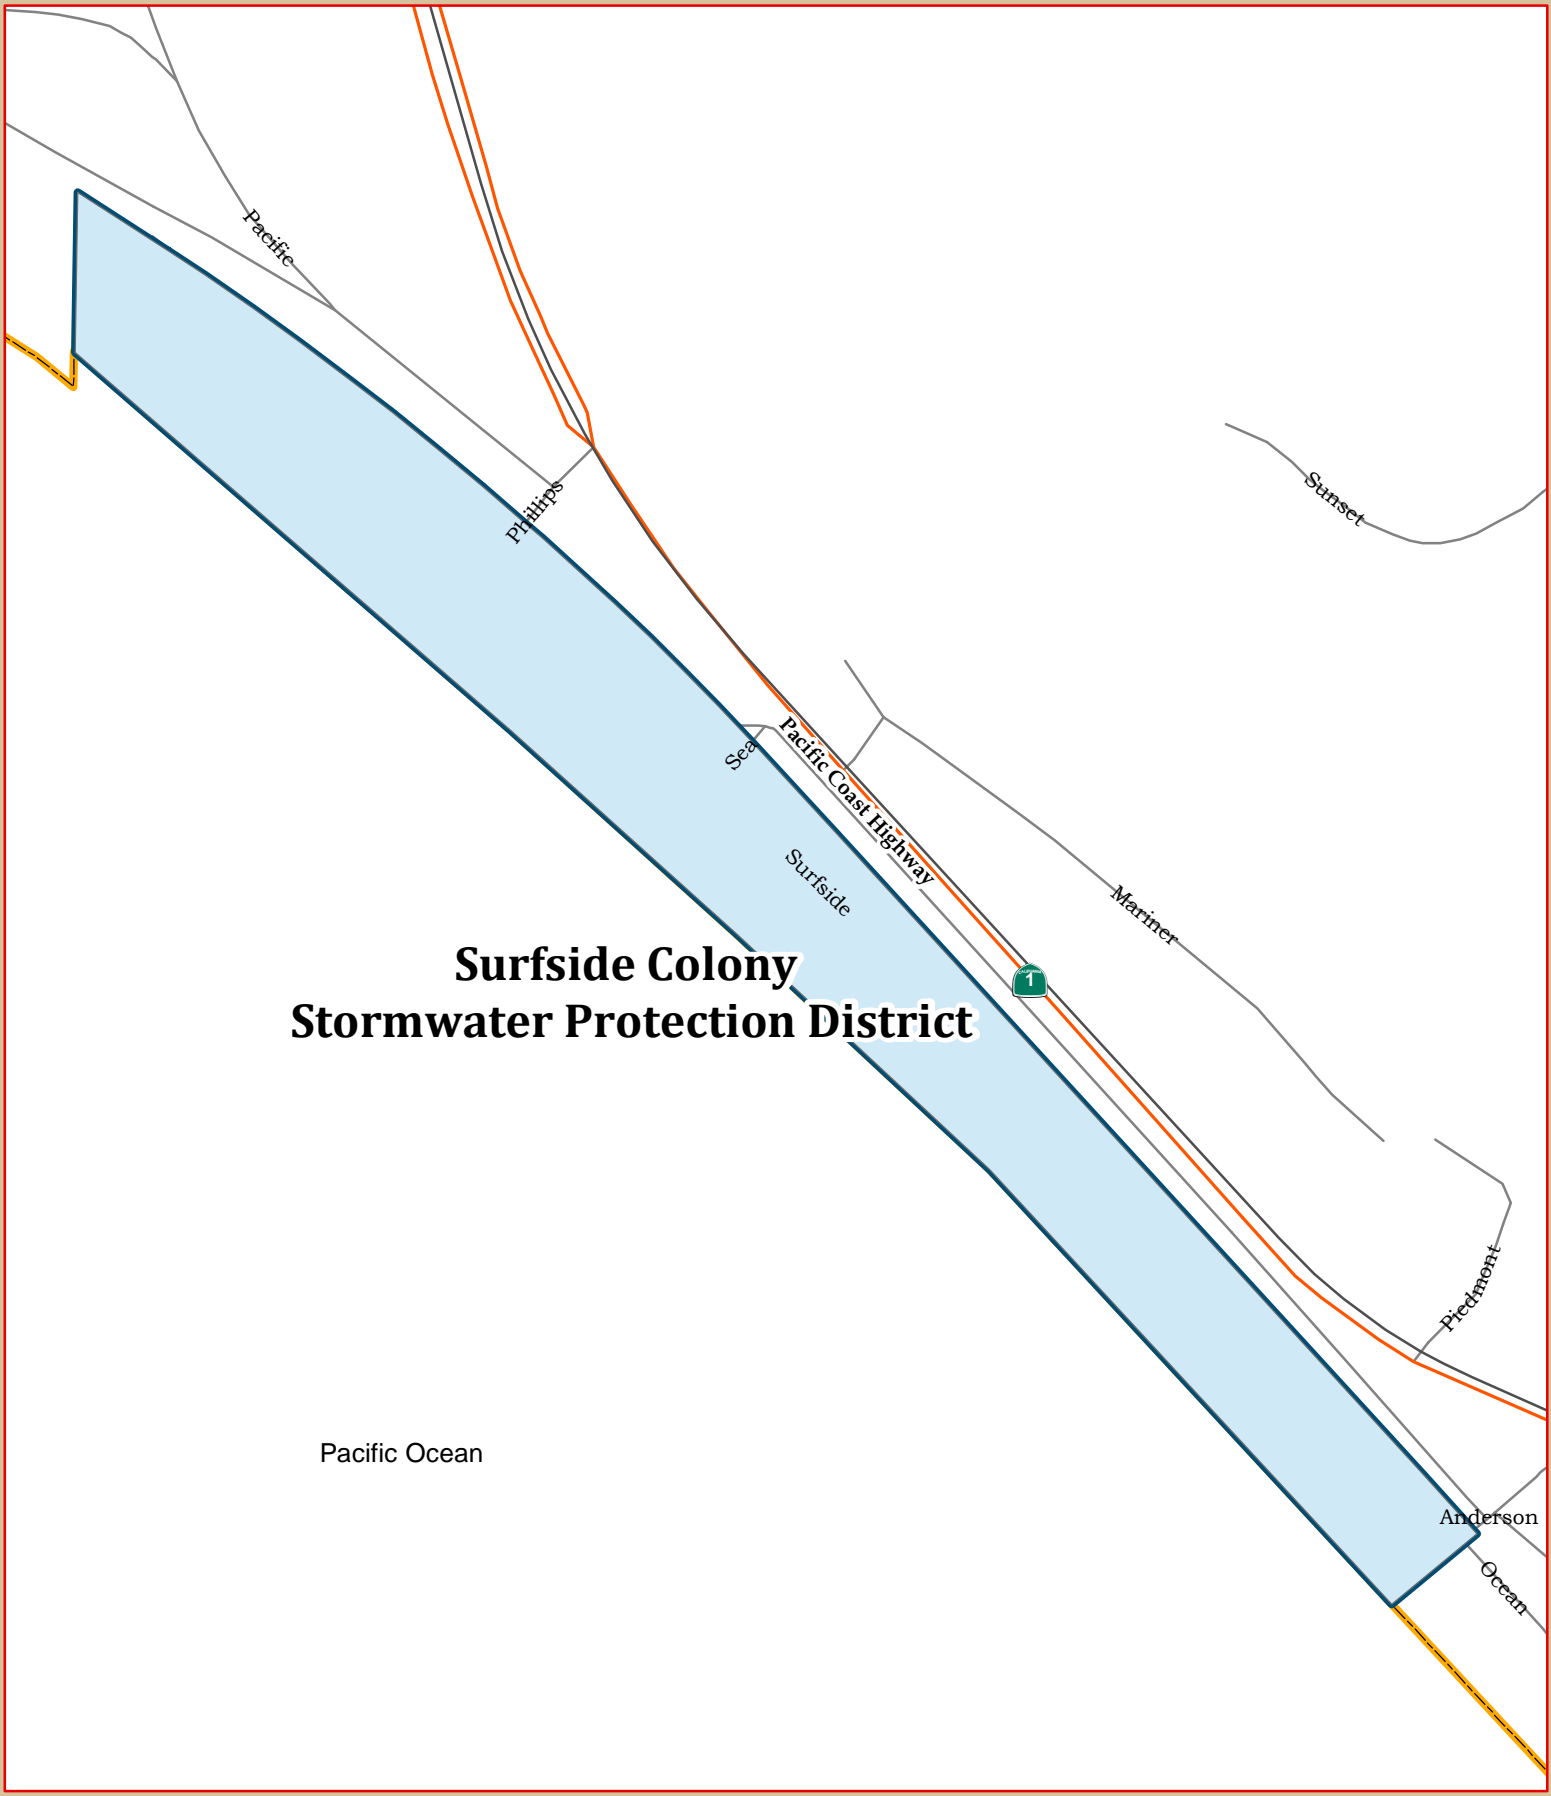 Pacific
Phillips
Sunset
Sea
Pacific Coast Highway
Surfside
Mariner
Surfside Colony
Stormwater Protection District
CALIFORNIA
1
Piedmont
Pacific Ocean
Anderson
Ocean